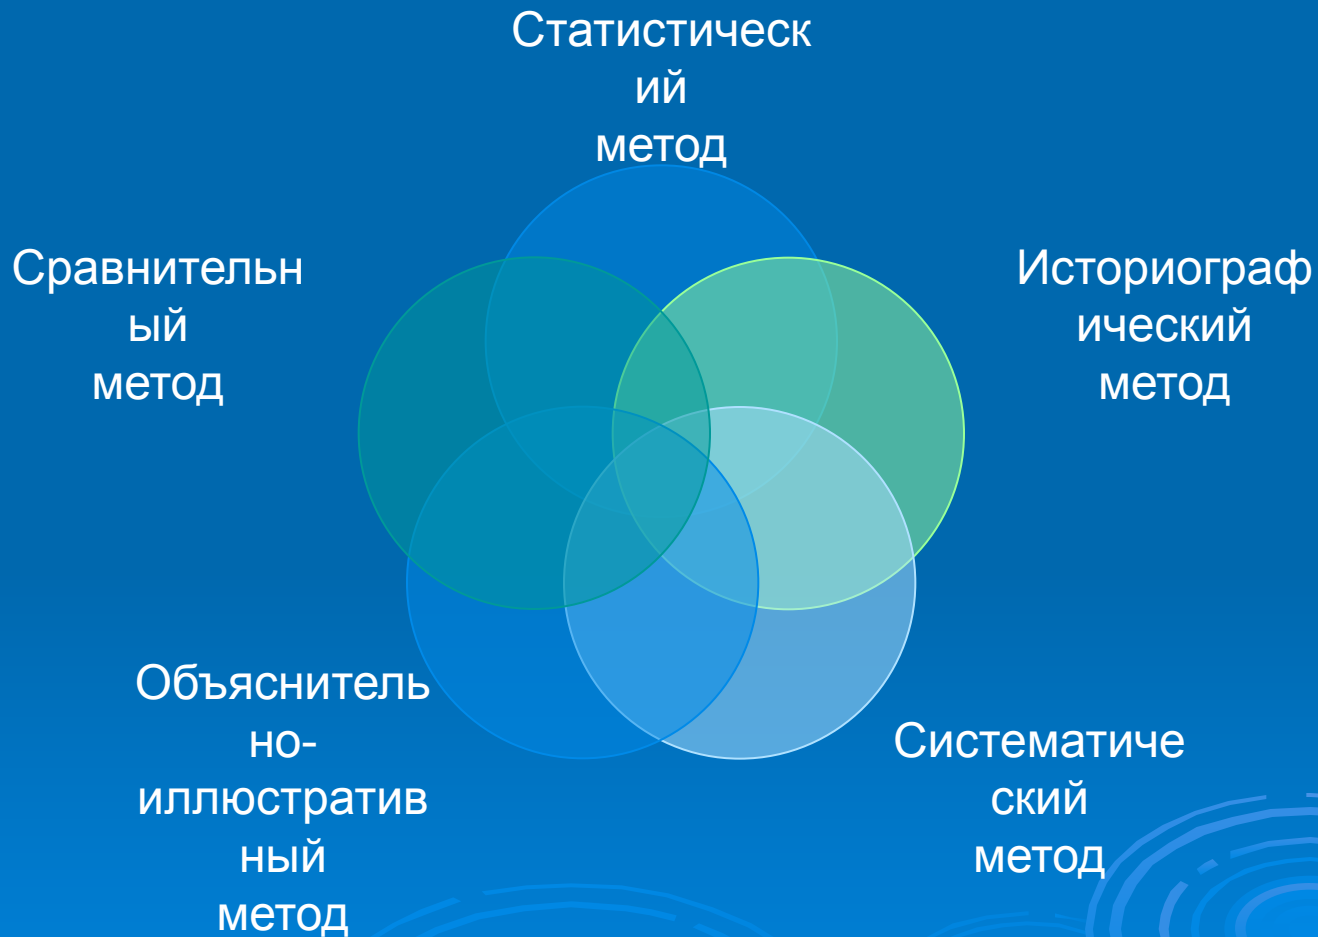 Статистическ
ий
метод
Сравнительн
ый
метод
Историограф
ический
метод
Объяснитель
но-
иллюстратив
ный
метод
Систематиче
ский
метод